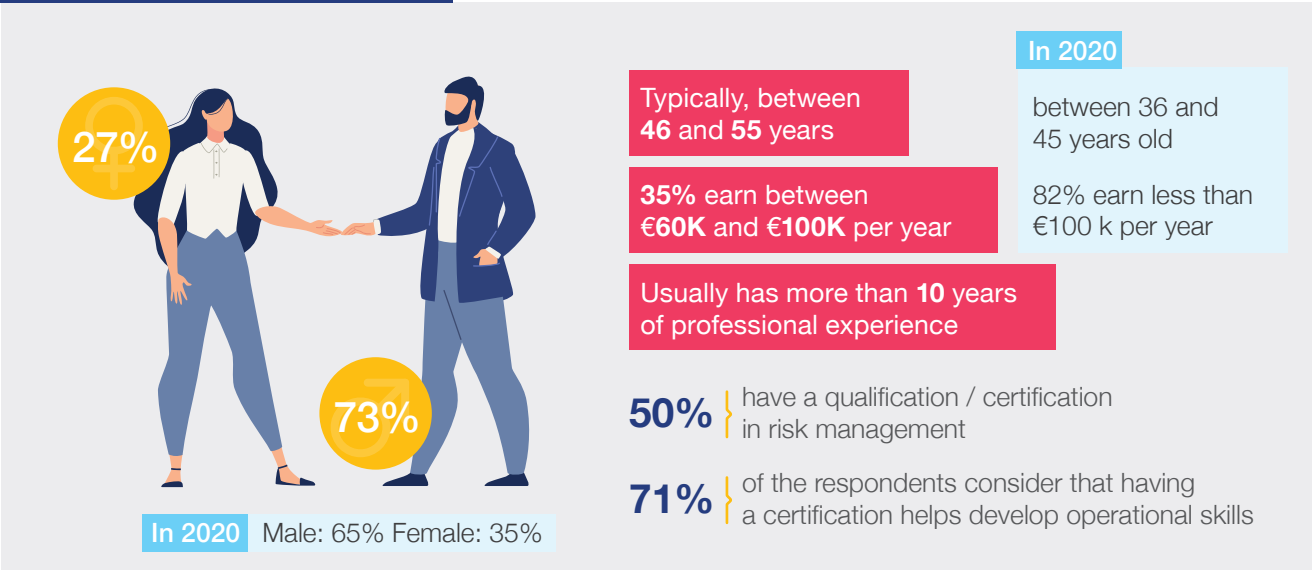 27%
73%
In 2020 Male: 65% Female: 35%
Typically, between
46 and 55 years
35% earn between
€60K and €100K per year
Usually has more than 10 years
of professional experience
In 2020
between 36 and
45 years old
82% earn less than
€100 k per year
50% have a qualification / certification
in risk management
71% of the respondents consider that having
a certification helps develop operational skills